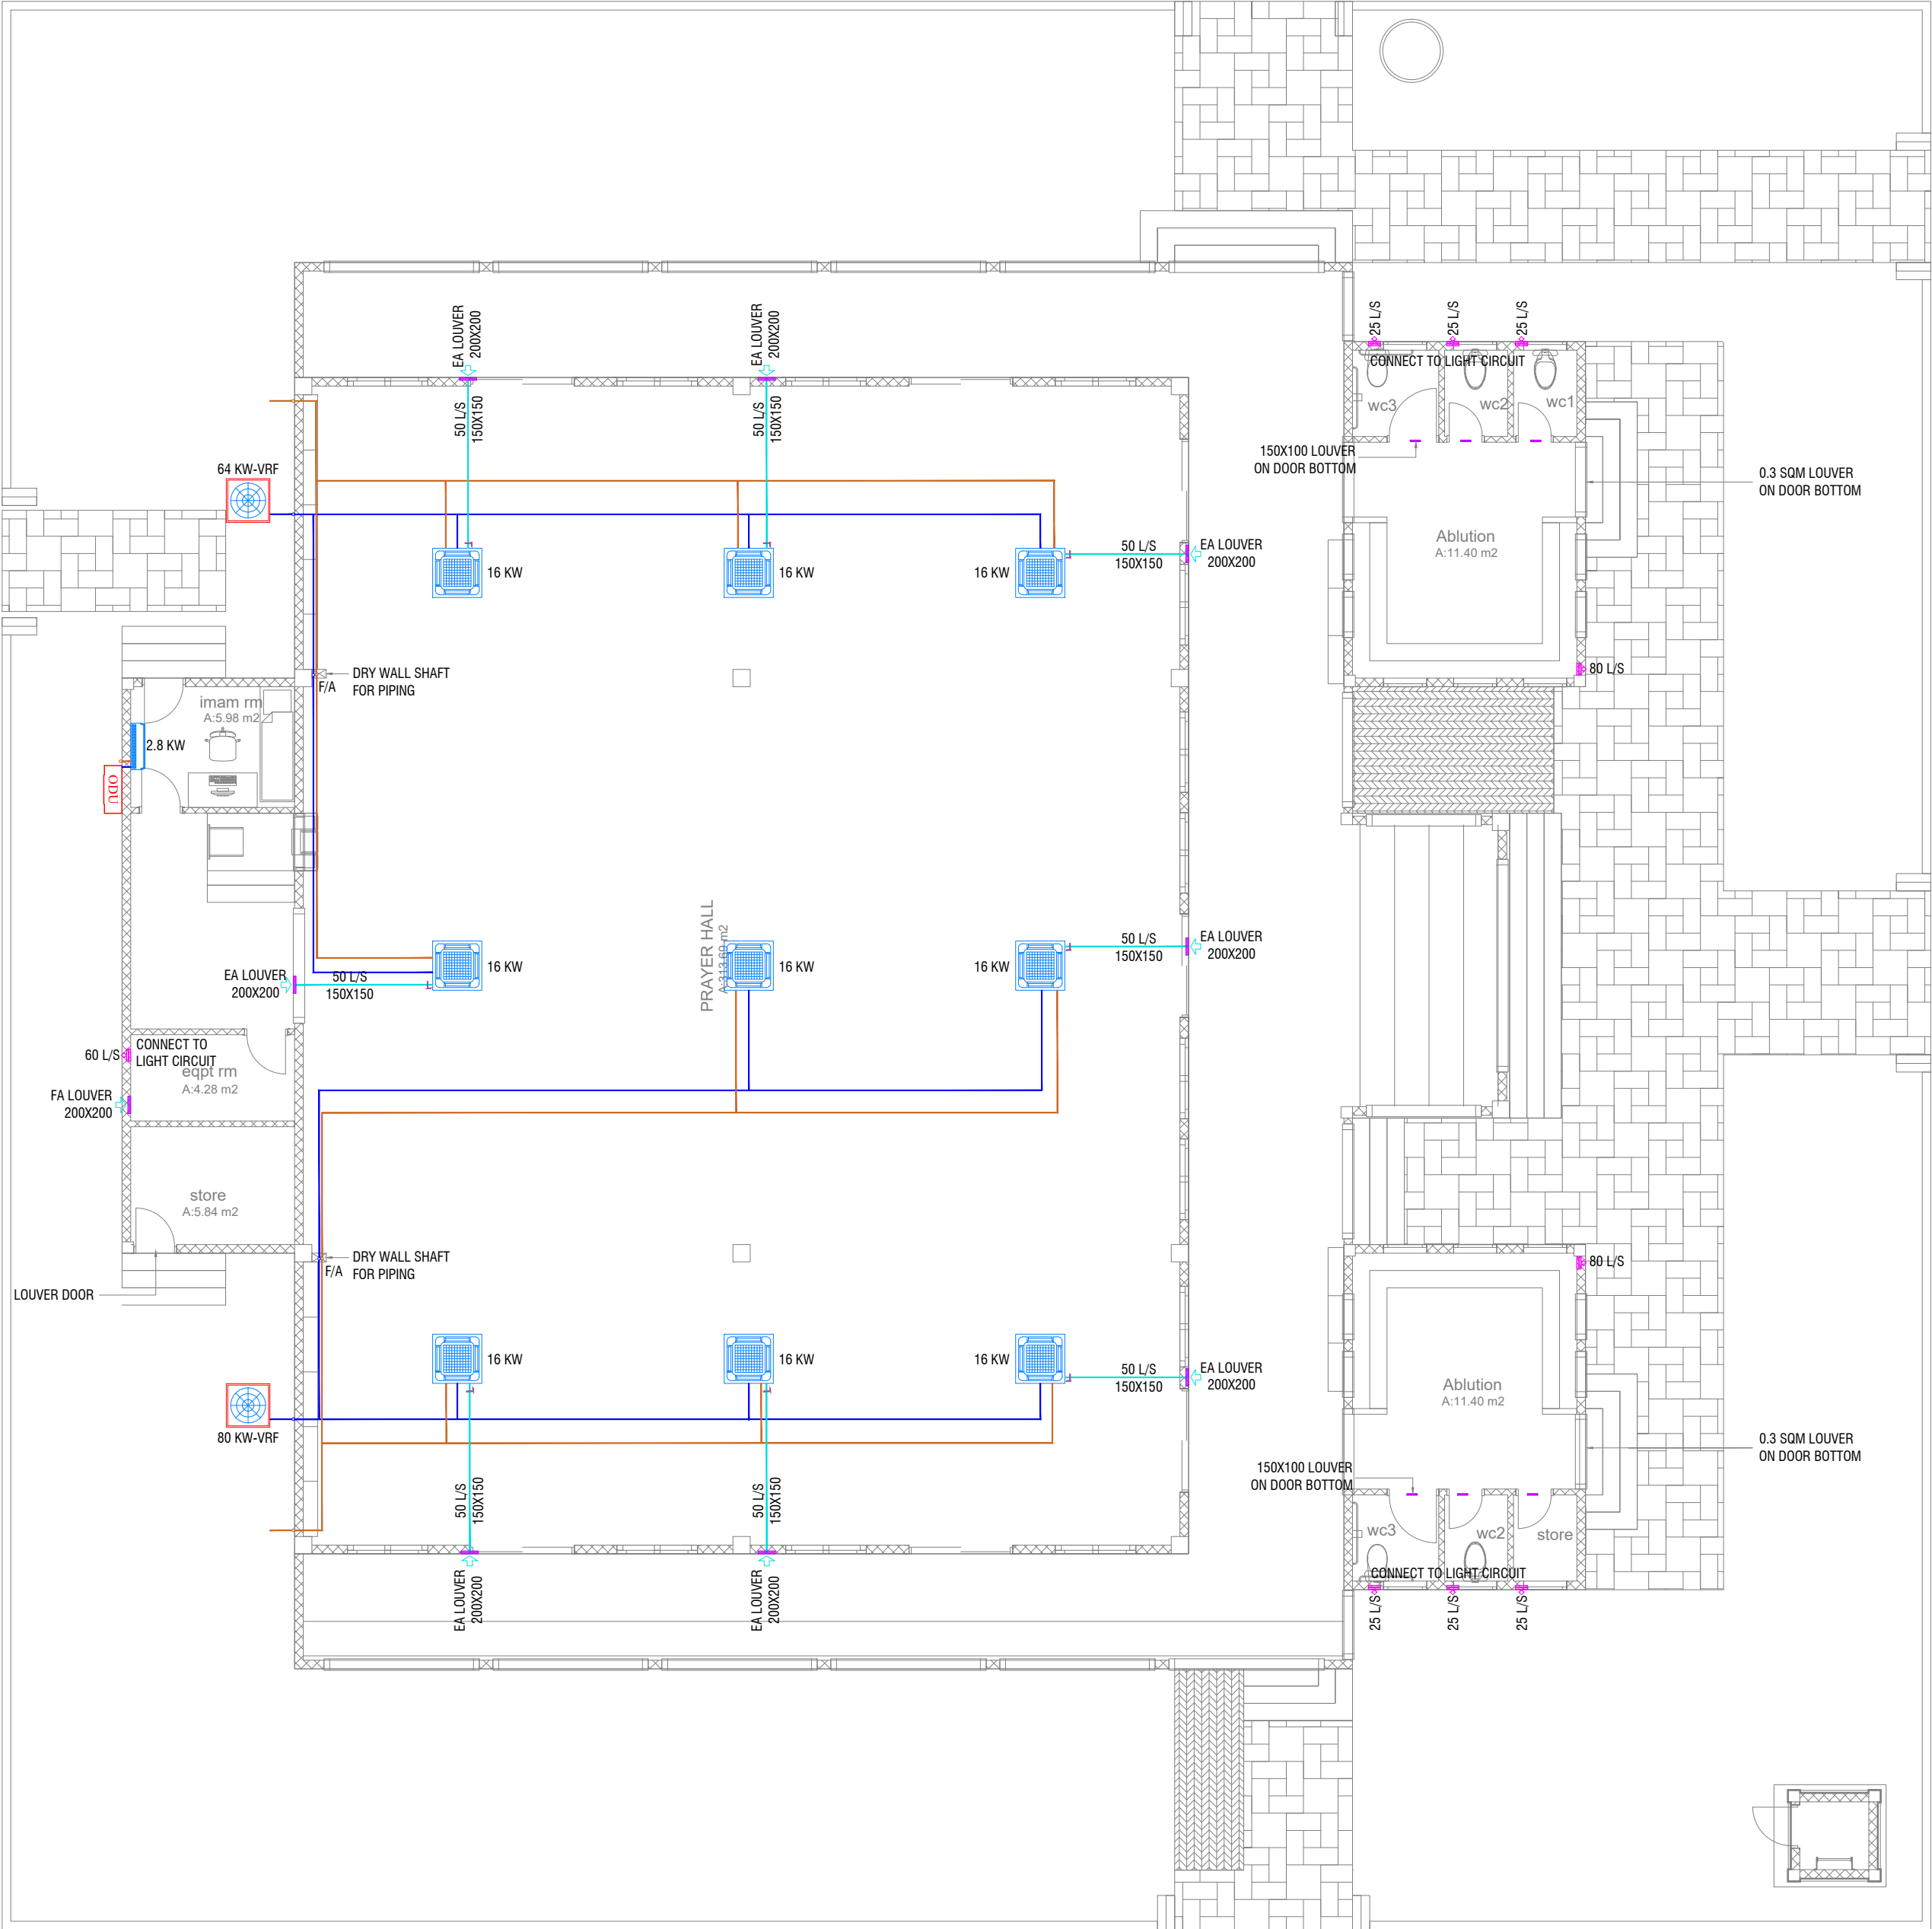 EA LOUVER
200X200
EA LOUVER
200X200
25 L/S
25 L/S
25 L/S
CONNECT TO LIGHT CIRCUIT
wc3
wc2
wc1
50 L/S
150X150
50 L/S
150X150
64 KW-VRF
150X100 LOUVER
ON DOOR BOTTOM
0.3 SQM LOUVER
ON DOOR BOTTOM
Ablution
A:11.40 m2
50 L/S
150X150
EA LOUVER
200X200
16 KW
16 KW
16 KW
80 L/S
DRY WALL SHAFT
FOR PIPING
F/A
imam rm
A:5.98 m2
2.8 KW
ODU
PRAYER HALL
A:313.69 m2
50 L/S
150X150
EA LOUVER
200X200
16 KW
16 KW
16 KW
EA LOUVER
200X200
50 L/S
150X150
60 L/S
CONNECT TO
LIGHT CIRCUIT
eqpt rm
A:4.28 m2
FA LOUVER
200X200
store
A:5.84 m2
DRY WALL SHAFT
FOR PIPING
F/A
LOUVER DOOR
80 L/S
16 KW
16 KW
16 KW
50 L/S
150X150
EA LOUVER
200X200
Ablution
A:11.40 m2
80 KW-VRF
0.3 SQM LOUVER
ON DOOR BOTTOM
150X100 LOUVER
ON DOOR BOTTOM
50 L/S
150X150
50 L/S
150X150
wc3
wc2
store
CONNECT TO LIGHT CIRCUIT
EA LOUVER
200X200
EA LOUVER
200X200
25 L/S
25 L/S
25 L/S